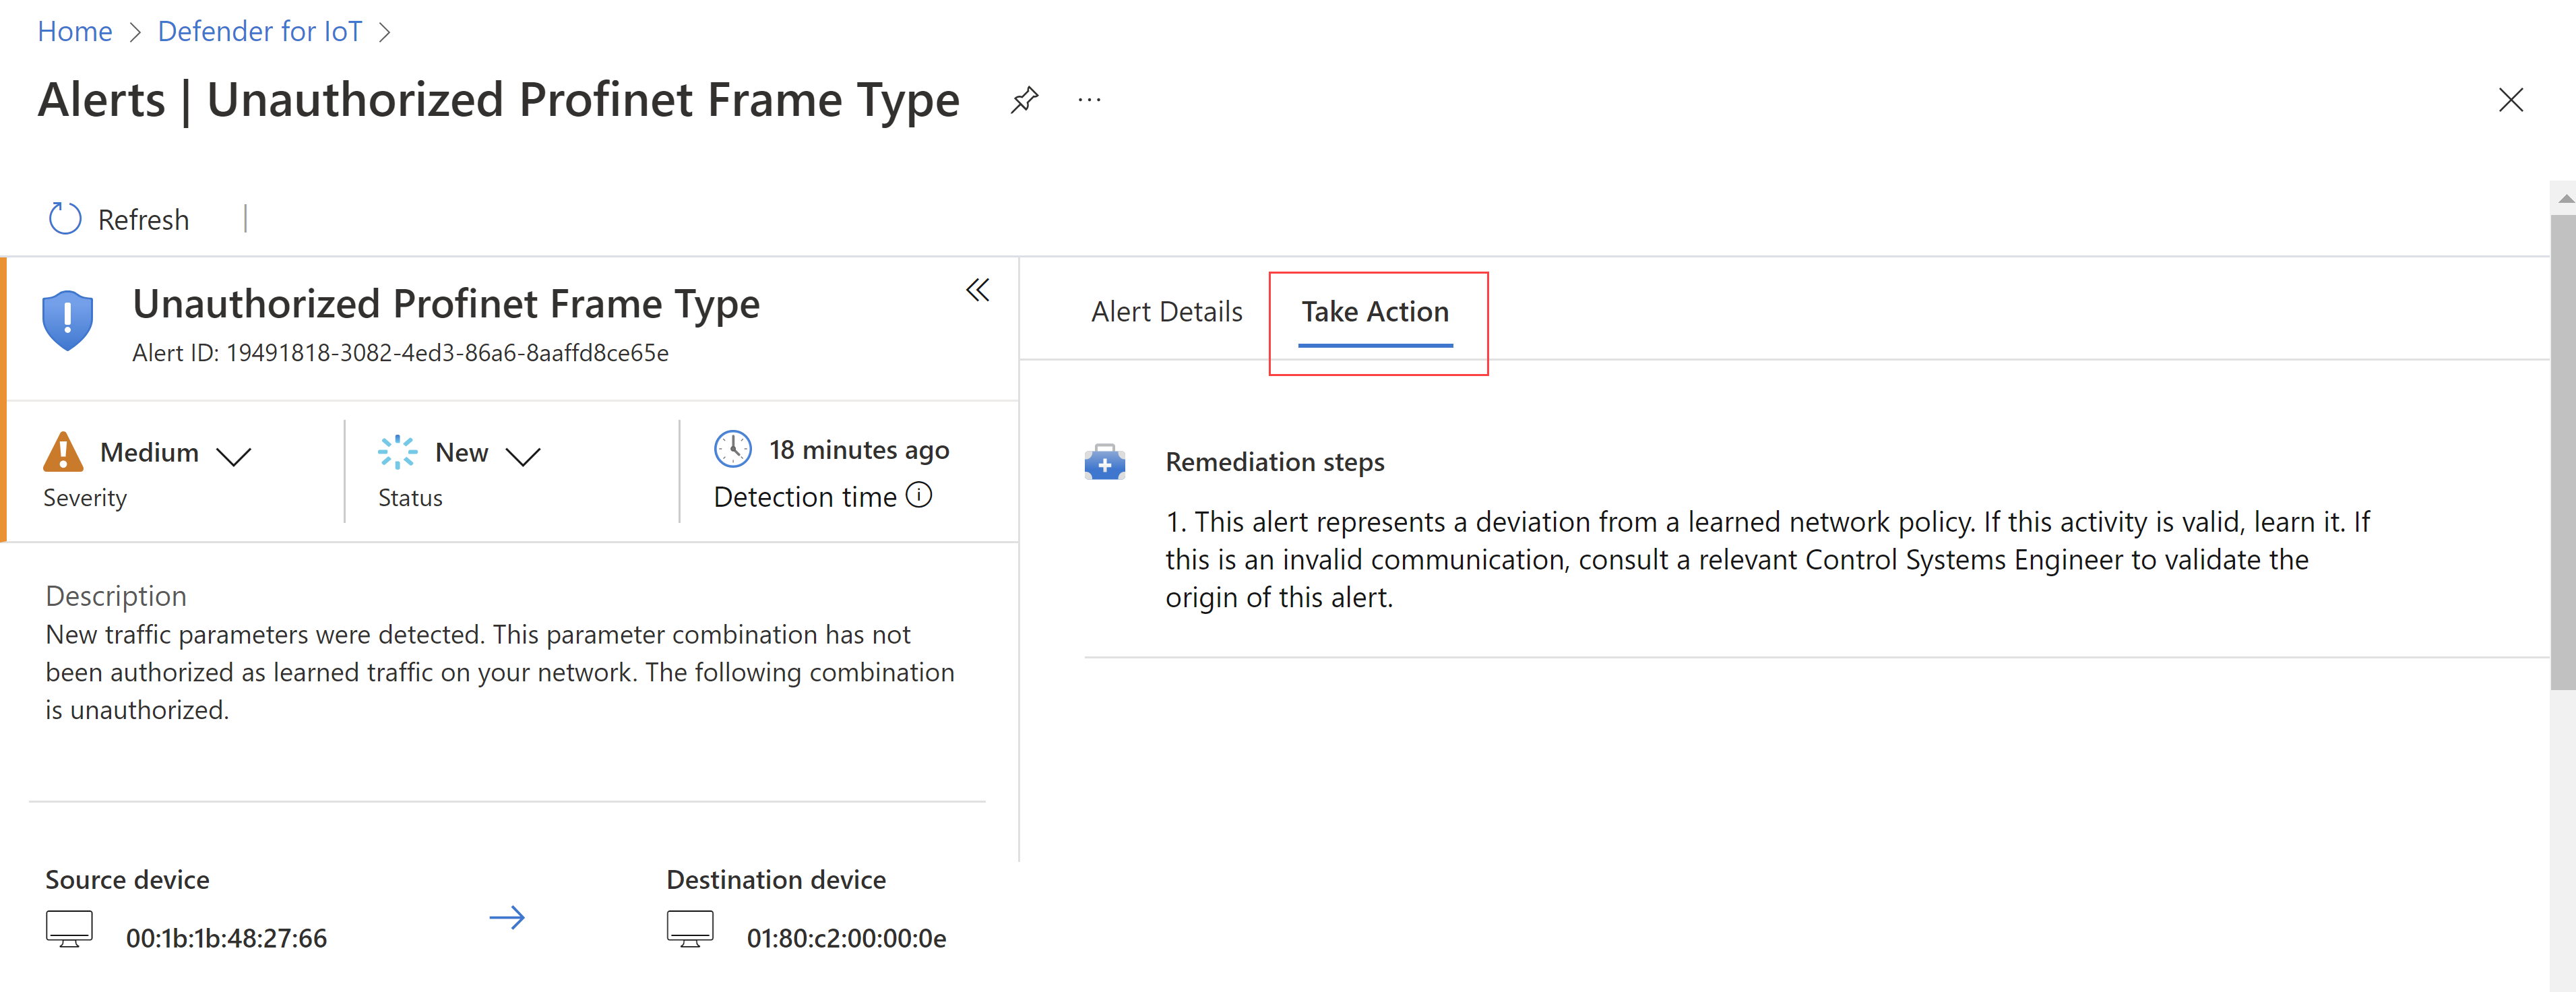 Home > Defender for IoT >
Alerts | Unauthorized Profinet Frame Type ...
Refresh |
Unauthorized Profinet Frame Type
Alert ID: 19491818-3082-4ed3-86a6-8aaffd8ce65e
Medium
Severity
New
Status
18 minutes ago
Detection time
Description
New traffic parameters were detected. This parameter combination has not
been authorized as learned traffic on your network. The following combination
is unauthorized.
Source device
00:1b:1b:48:27:66
Destination device
01:80:c2:00:00:0e
Alert Details
Take Action
Remediation steps
1. This alert represents a deviation from a learned network policy. If this activity is valid, learn it. If
this is an invalid communication, consult a relevant Control Systems Engineer to validate the
origin of this alert.